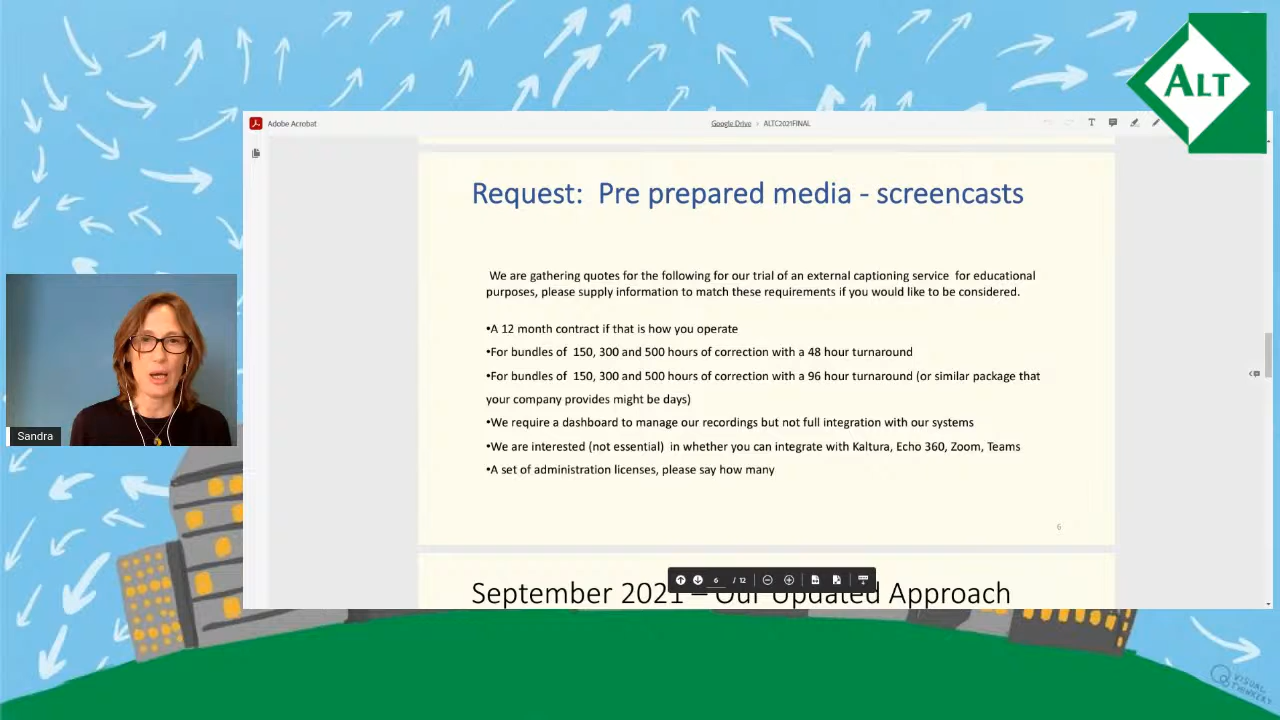 ALT
Adobe Acrobat
Google Drive > ALTC2021FINAL
Request: Pre prepared media - screencasts
We are gathering quotes for the following for our trial of an external captioning service for educational
purposes, please supply information to match these requirements if you would like to be considered.
•A 12 month contract if that is how you operate
•For bundles of 150, 300 and 500 hours of correction with a 48 hour turnaround
•For bundles of 150, 300 and 500 hours of correction with a 96 hour turnaround (or similar package that
your company provides might be days)
•We require a dashboard to manage our recordings but not full integration with our systems
•We are interested (not essential) in whether you can integrate with Kaltura, Echo 360, Zoom, Teams
•A set of administration licenses, please say how many
6
Sandra
6 / 12
September 2021 – Our Updated Approach
VISUAL
THINKERY